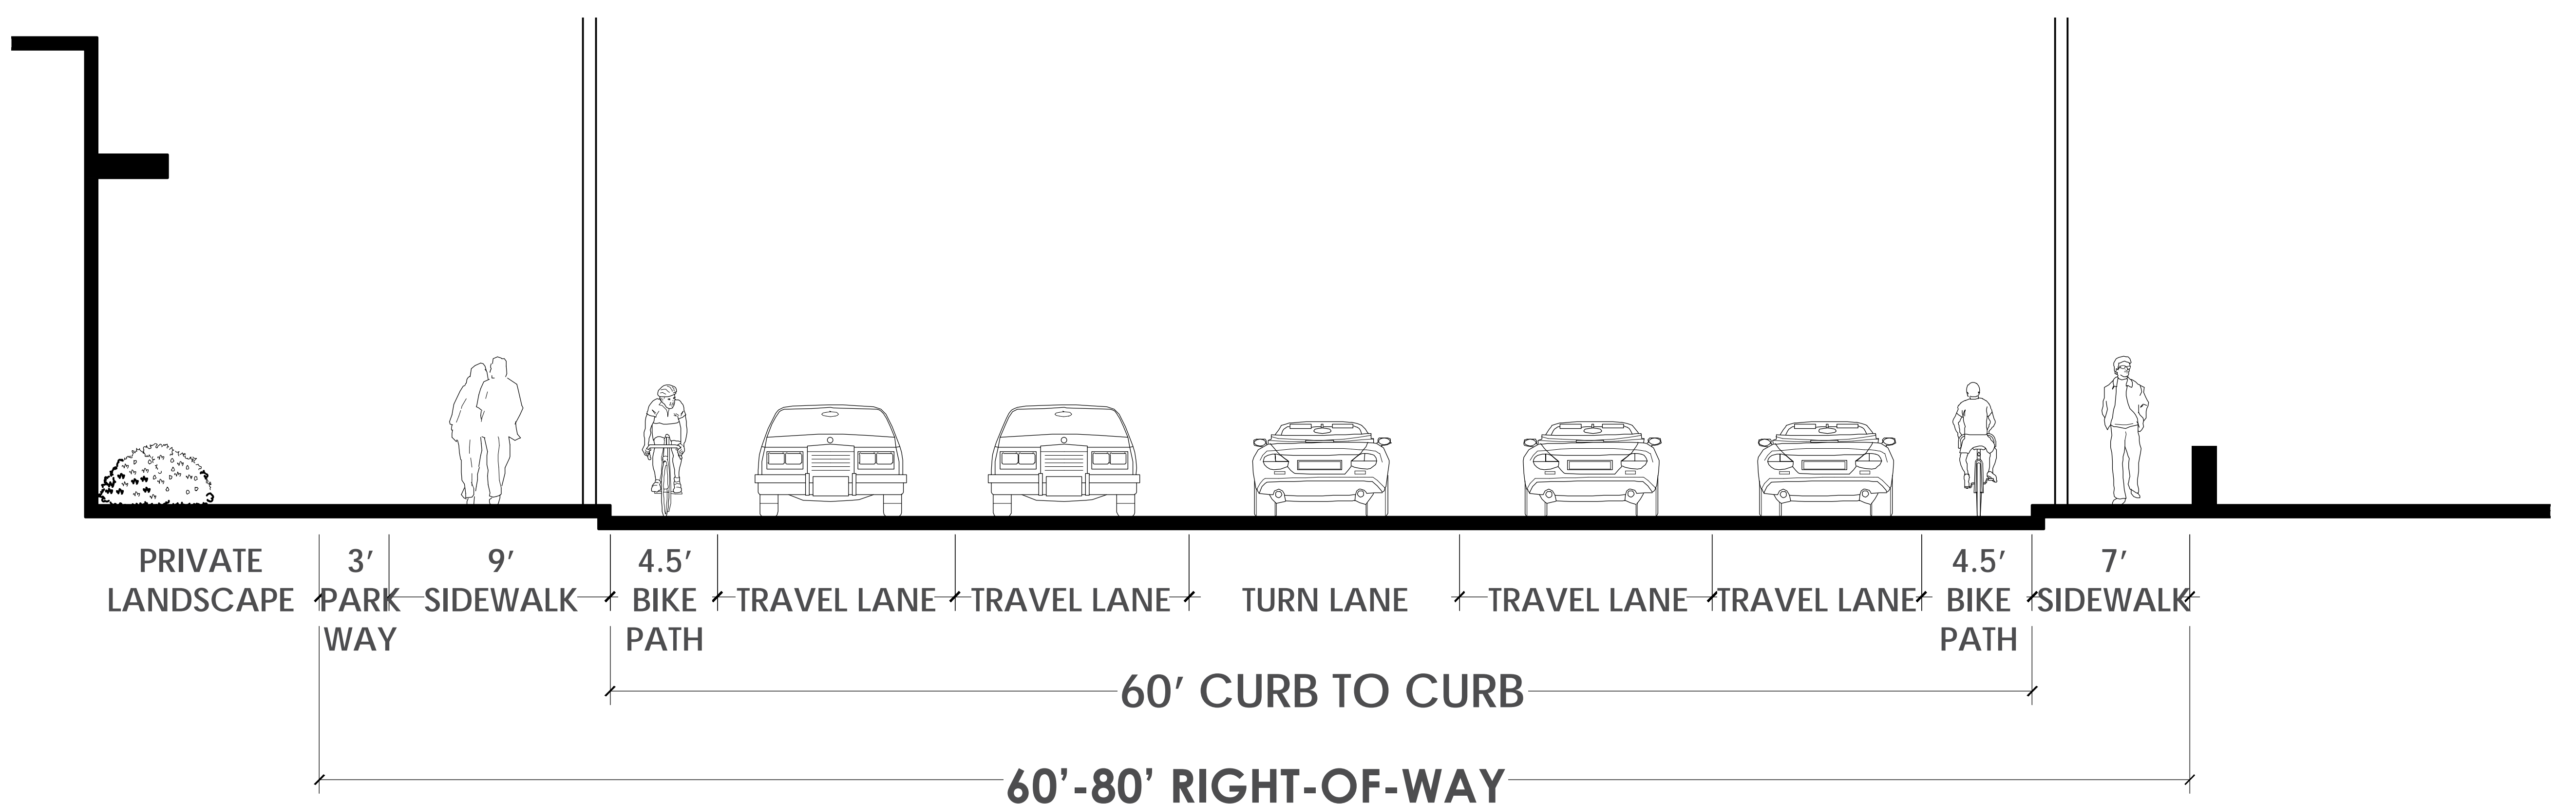 PRIVATE
LANDSCAPE
3’
PARK
WAY
9’
SIDEWALK
4.5’
BIKE
PATH
TRAVEL LANE
TRAVEL LANE
TURN LANE
TRAVEL LANE
TRAVEL LANE
4.5’
BIKE
PATH
7’
SIDEWALK
60’ CURB TO CURB
60’-80’ RIGHT-OF-WAY